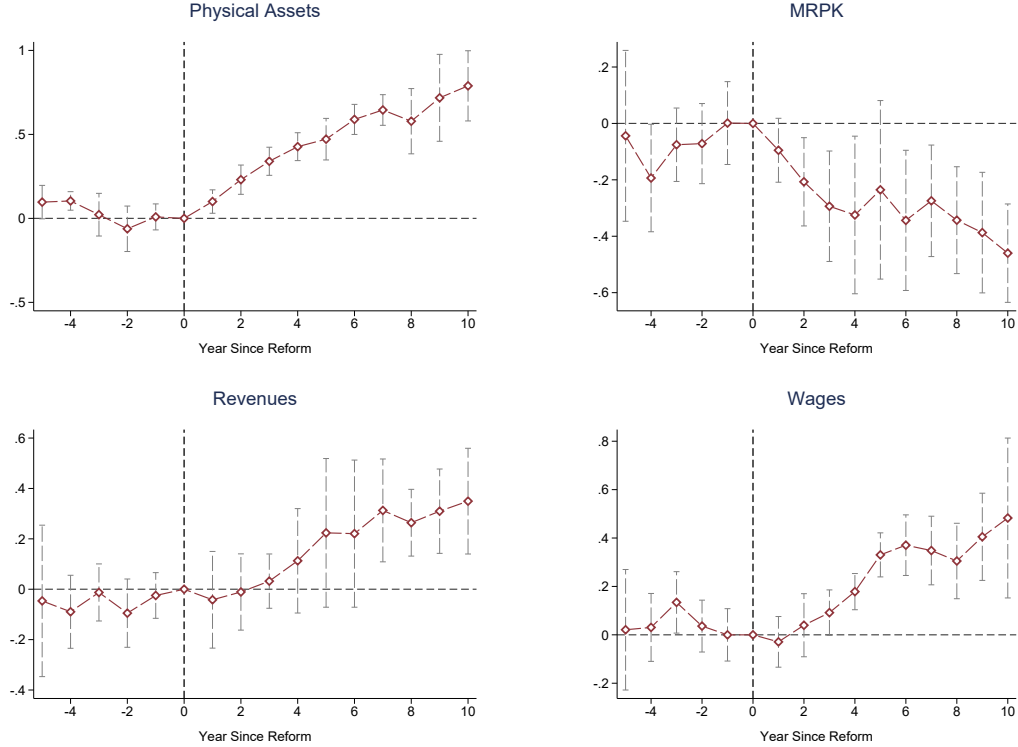 Physical Assets
1
.5
0
-.5
-4 -2 0 2 4 6 8 10
Year Since Reform
MRPK
.2
0
-.2
-.4
-.6
-4 -2 0 2 4 6 8 10
Year Since Reform
Revenues
.6
.4
.2
0
-.2
-.4
-4 -2 0 2 4 6 8 10
Year Since Reform
Wages
.8
.6
.4
.2
0
-.2
-4 -2 0 2 4 6 8 10
Year Since Reform